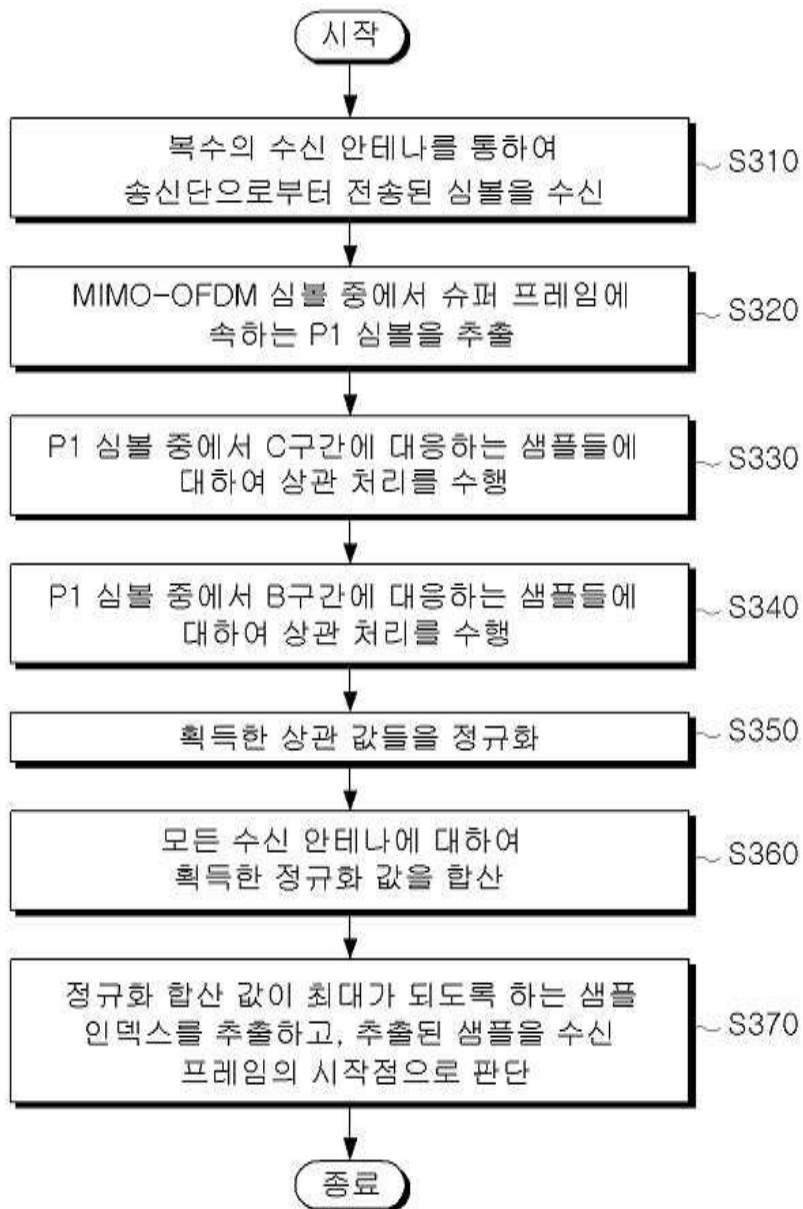 시작
복수의 수신 안테나를 통하여
송신단으로부터 전송된 심볼을 수신
S310
MIMO-OFDM 심볼 중에서 슈퍼 프레임에
속하는 P1 심볼을 추출
S320
P1 심볼 중에서 C구간에 대응하는 샘플들에
대하여 상관 처리를 수행
S330
P1 심볼 중에서 B구간에 대응하는 샘플들에
대하여 상관 처리를 수행
S340
획득한 상관 값들을 정규화
S350
모든 수신 안테나에 대하여
획득한 정규화 값을 합산
S360
정규화 합산 값이 최대가 되도록 하는 샘플
인덱스를 추출하고, 추출된 샘플을 수신
프레임의 시작점으로 판단
S370
종료